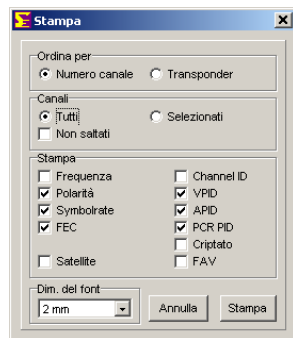 Stampa
Ordina per
Numero canale Transponder
Canali
Tutti Selezionati
Non saltati
Stampa
Frequenza Channel ID
Polarità VPID
Symbolrate APID
FEC PCR PID
Criptato
Satellite FAV
Dim. del font
2 mm Annulla Stampa